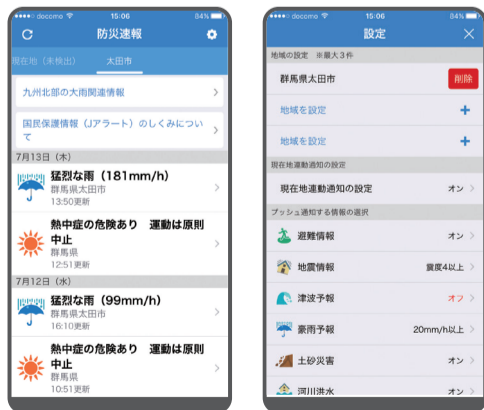 docomo 15:06 84%
防災速報
現在地（未検出） 太田市
九州北部の大雨関連情報
国民保護情報（Jアラート）のしくみについ
て
7月13日（木）
猛烈な雨（181mm/h）
群馬県太田市
13:50更新
熱中症の危険あり　運動は原則
中止
群馬県
12:51更新
7月12日（水）
猛烈な雨（99mm/h）
群馬県太田市
16:10更新
熱中症の危険あり　運動は原則
中止
群馬県
10:51更新
docomo 15:06 84%
設定
地域の設定　※最大3件
群馬県太田市 削除
地域を設定
地域を設定
現在地連動通知の設定
現在地連動通知の設定 オン
プッシュ通知する情報の選択
避難情報 オン
地震情報 震度4以上
津波予報 オフ
豪雨予報 20mm/h以上
土砂災害 オン
河川洪水 オン